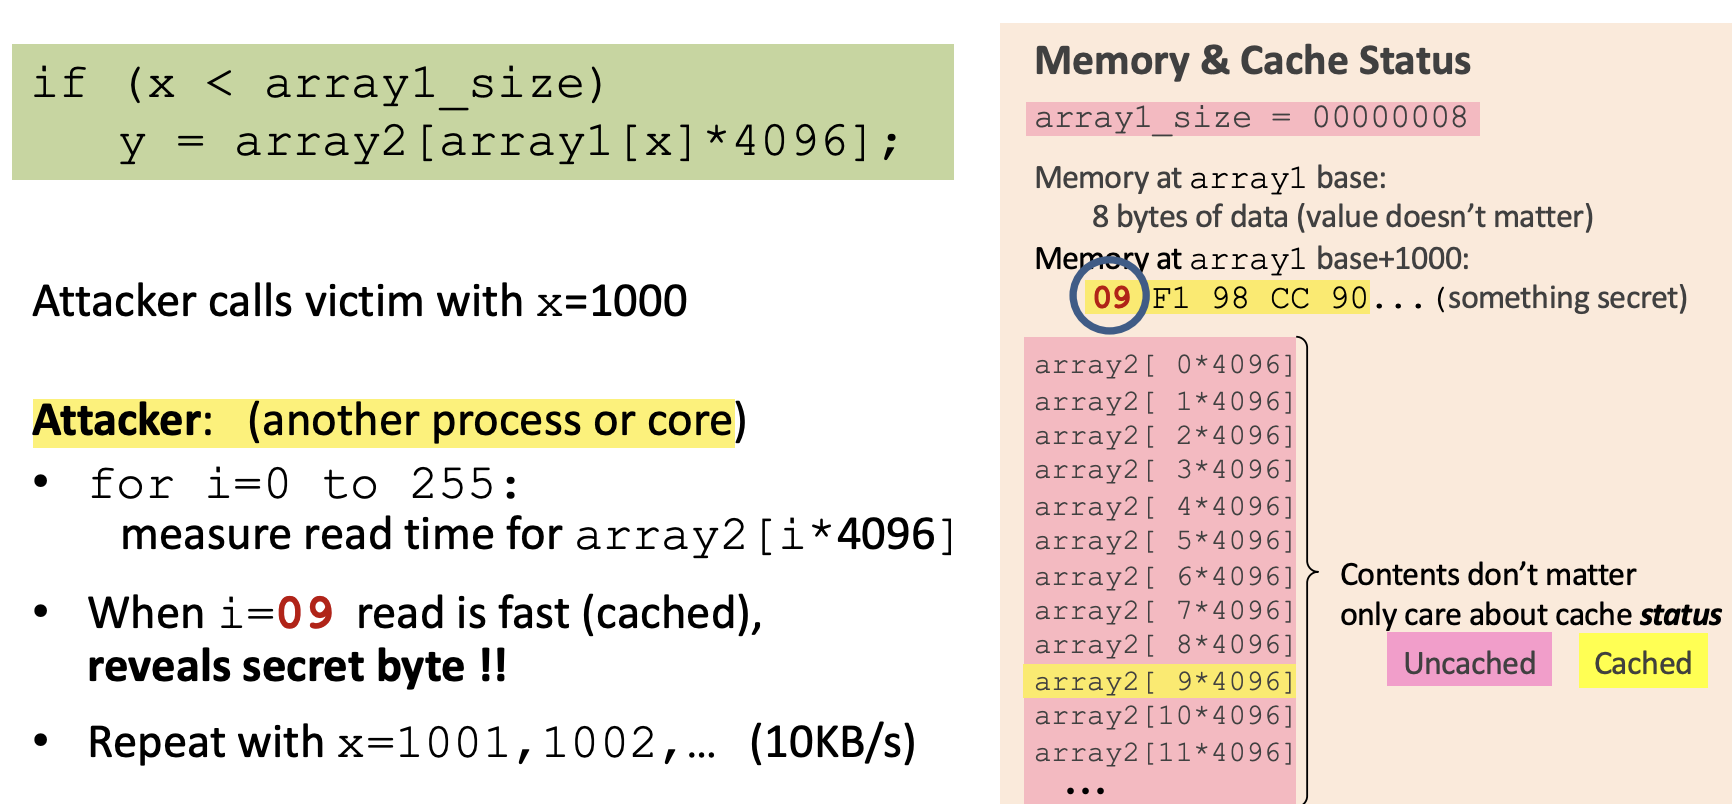 if (x < array1_size)
y = array2[array1[x]*4096];
Attacker calls victim with x=1000
Attacker: (another process or core)
• for i=0 to 255:
measure read time for array2[i*4096]
• When i=09 read is fast (cached),
reveals secret byte !!
• Repeat with x=1001,1002,… (10KB/s)
Memory & Cache Status
array1_size = 00000008
Memory at array1 base:
8 bytes of data (value doesn't matter)
Memory at array1 base+1000:
09 F1 98 CC 90... (something secret)
array2[ 0*4096]
array2[ 1*4096]
array2[ 2*4096]
array2[ 3*4096]
array2[ 4*4096]
array2[ 5*4096]
array2[ 6*4096]
array2[ 7*4096]
array2[ 8*4096]
array2[ 9*4096]
array2[10*4096]
array2[11*4096]
...
Contents don't matter
only care about cache status
Uncached Cached